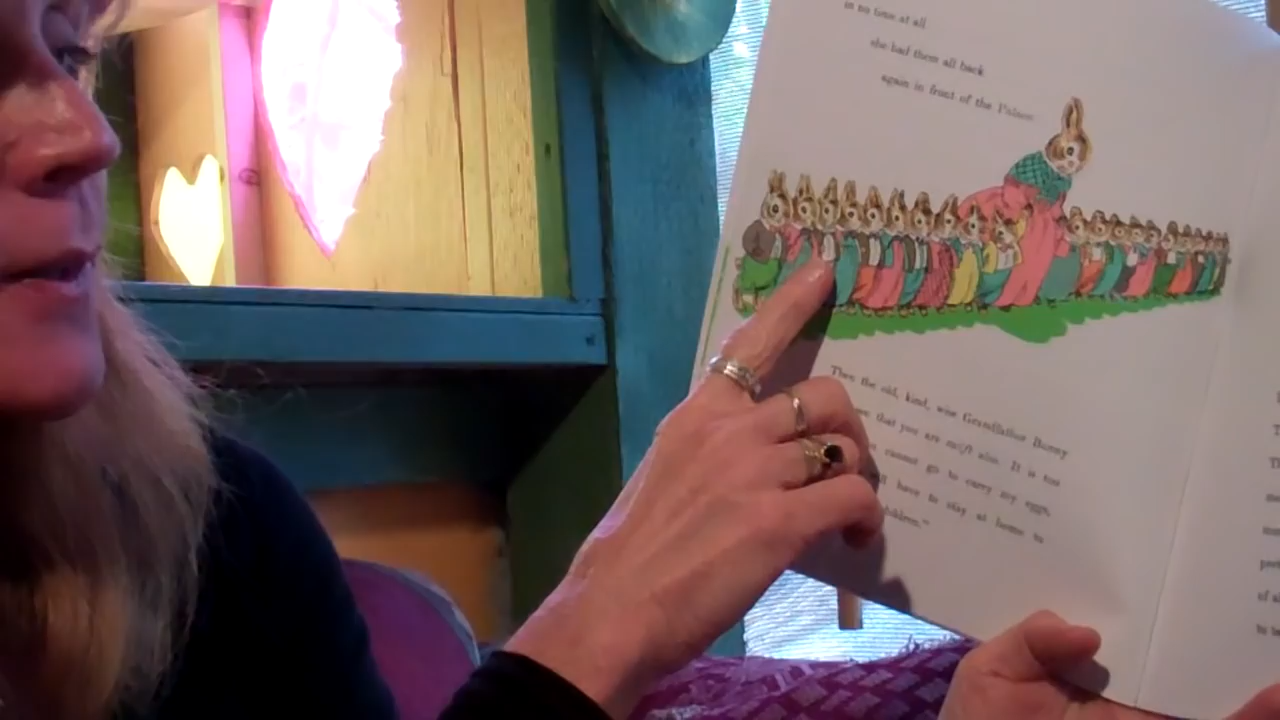 in no time at all
she had them all back
again in front of the Palace.
Then the old, kind, wise Grandfather Bunny
that you are swift also. It is too
cannot go to carry my eggs,
have to stay at home to
children."